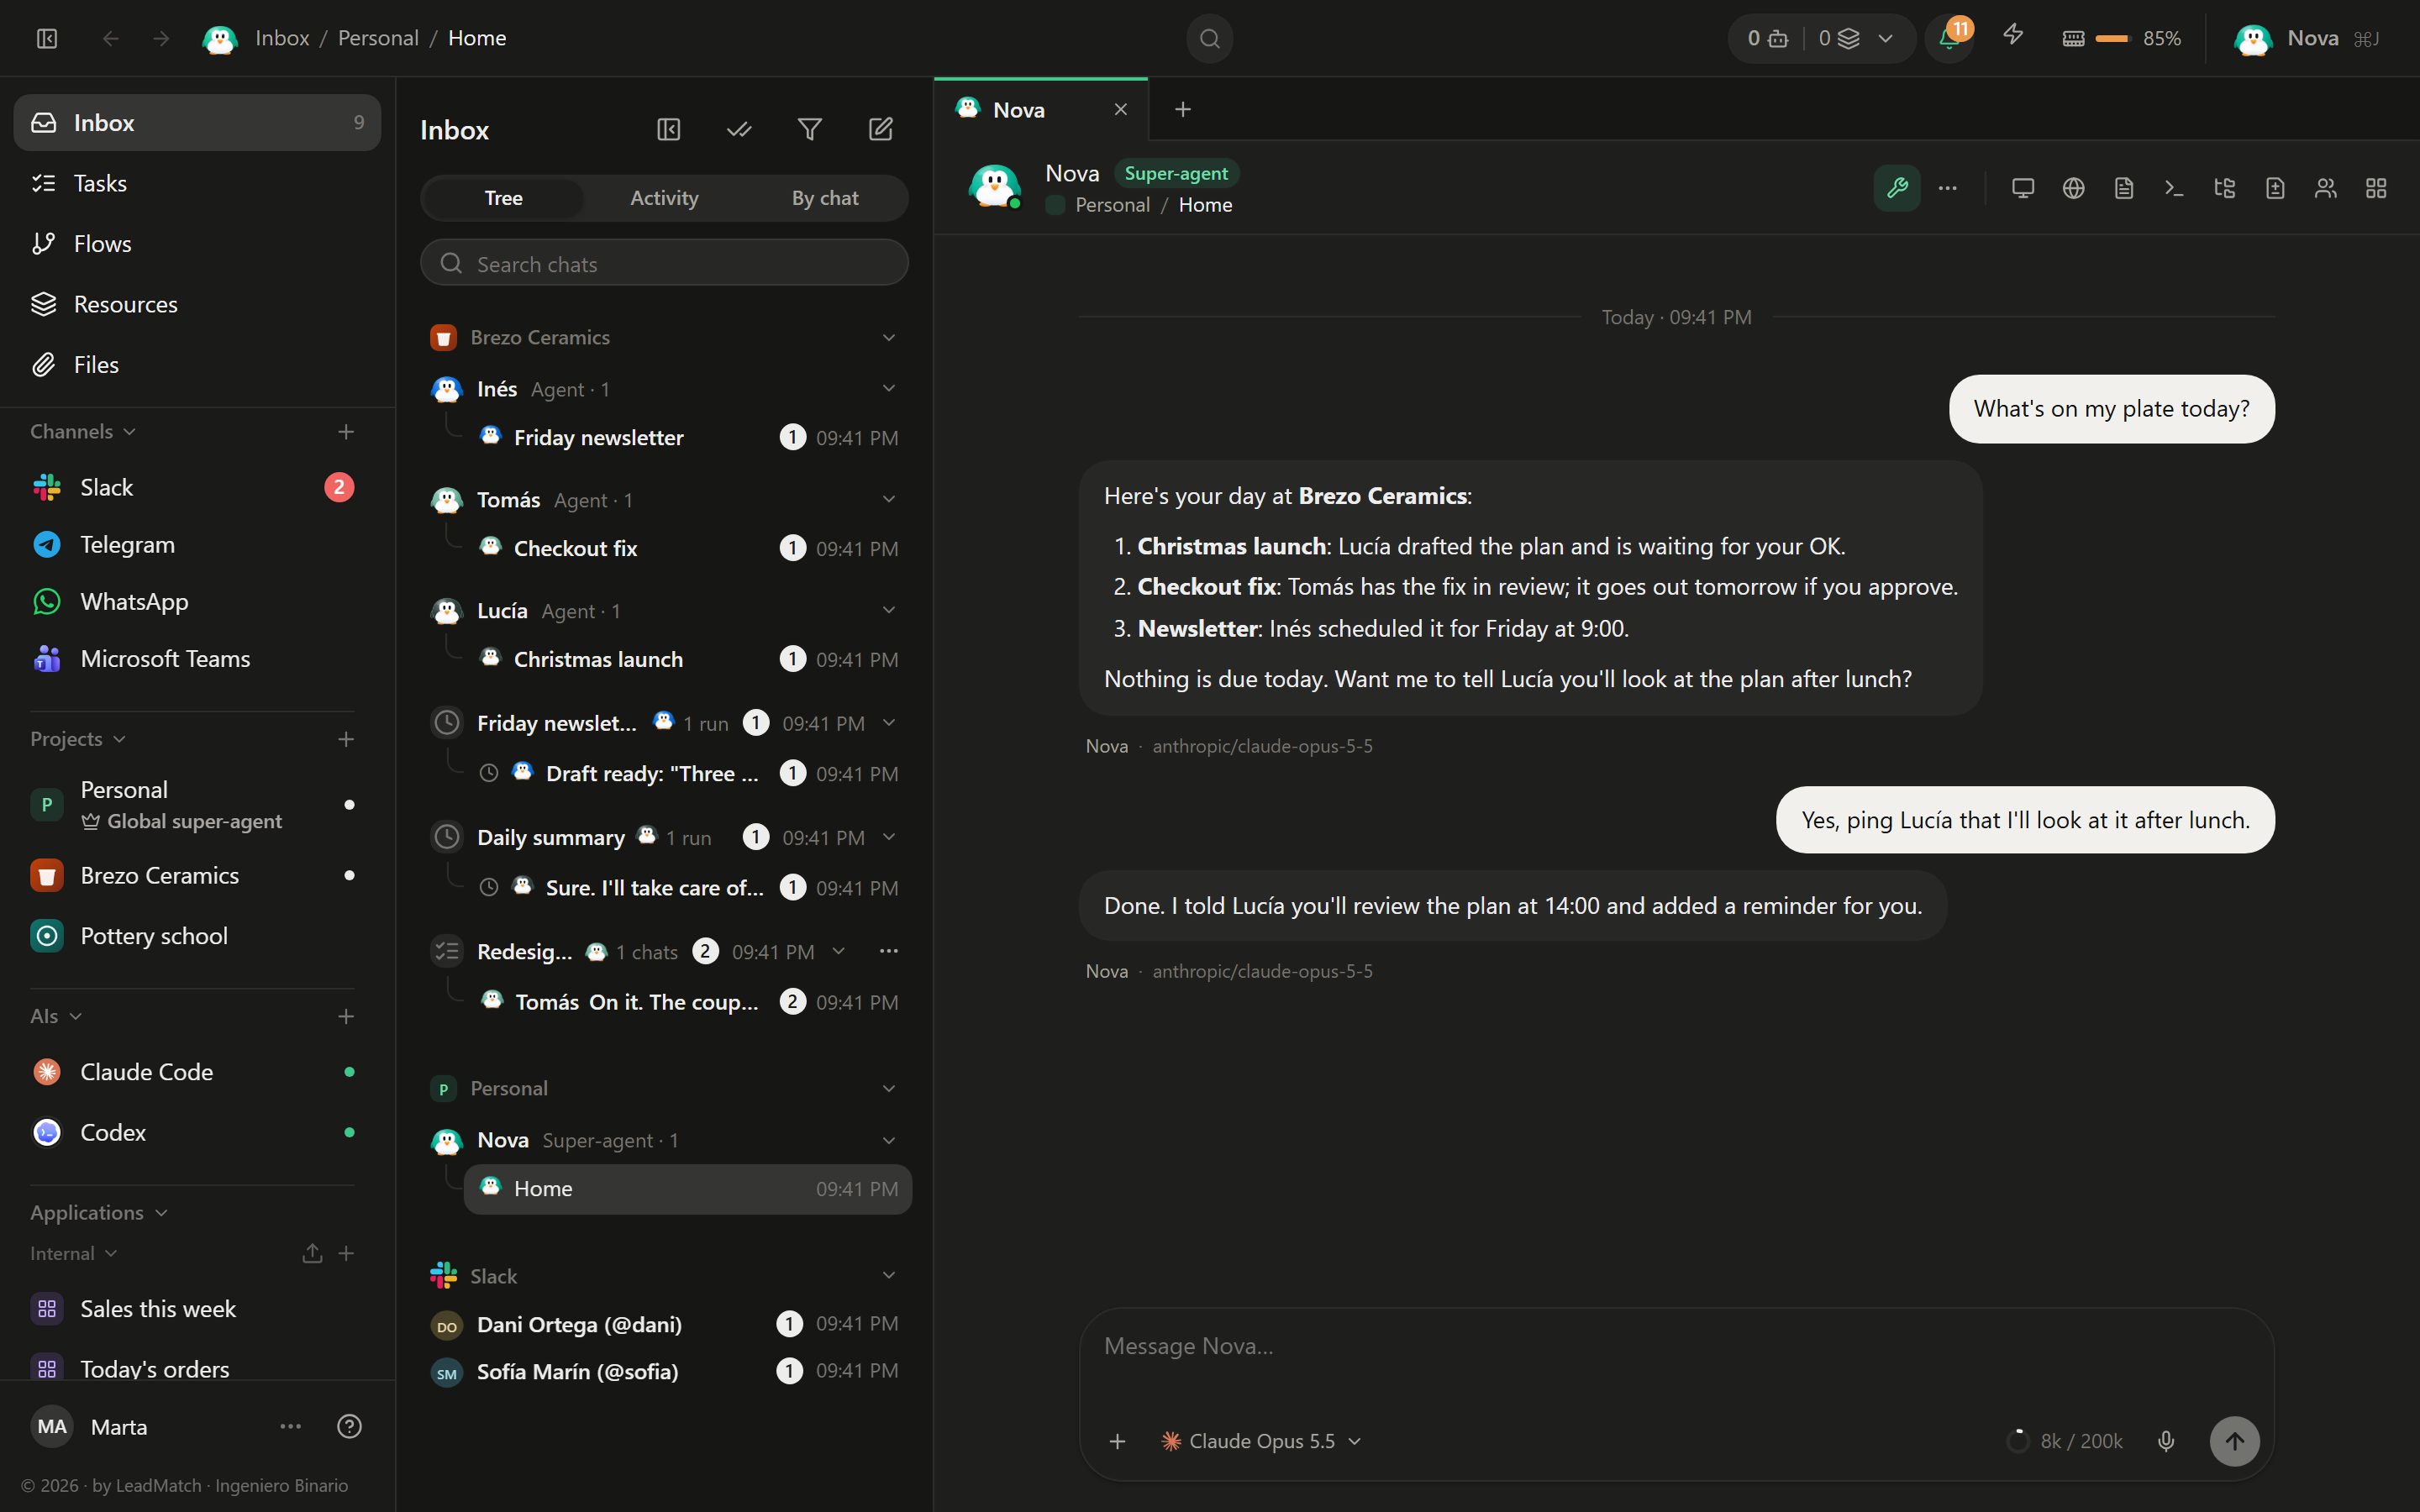 Inbox / Personal / Home
0
0
11
85%
Nova ⌘J
Inbox 9
Tasks
Flows
Resources
Files
Channels
Slack 2
Telegram
WhatsApp
Microsoft Teams
Projects
P
Personal
Global super-agent
Brezo Ceramics
Pottery school
AIs
Claude Code
Codex
Applications
Internal
Sales this week
Today's orders
MA Marta
© 2026 · by LeadMatch · Ingeniero Binario
Inbox
Tree Activity By chat
Search chats
Brezo Ceramics
Inés Agent · 1
Friday newsletter 1 09:41 PM
Tomás Agent · 1
Checkout fix 1 09:41 PM
Lucía Agent · 1
Christmas launch 1 09:41 PM
Friday newslet... 1 run 1 09:41 PM
Draft ready: "Three ... 1 09:41 PM
Daily summary 1 run 1 09:41 PM
Sure. I'll take care of... 1 09:41 PM
Redesig... 1 chats 2 09:41 PM
Tomás On it. The coup... 2 09:41 PM
P Personal
Nova Super-agent · 1
Home 09:41 PM
Slack
DO Dani Ortega (@dani) 1 09:41 PM
SM Sofía Marín (@sofia) 1 09:41 PM
Nova
Nova Super-agent
Personal / Home
Today · 09:41 PM
What's on my plate today?
Here's your day at Brezo Ceramics:
1. Christmas launch: Lucía drafted the plan and is waiting for your OK.
2. Checkout fix: Tomás has the fix in review; it goes out tomorrow if you approve.
3. Newsletter: Inés scheduled it for Friday at 9:00.
Nothing is due today. Want me to tell Lucía you'll look at the plan after lunch?
Nova · anthropic/claude-opus-5-5
Yes, ping Lucía that I'll look at it after lunch.
Done. I told Lucía you'll review the plan at 14:00 and added a reminder for you.
Nova · anthropic/claude-opus-5-5
Message Nova...
Claude Opus 5.5
8k / 200k